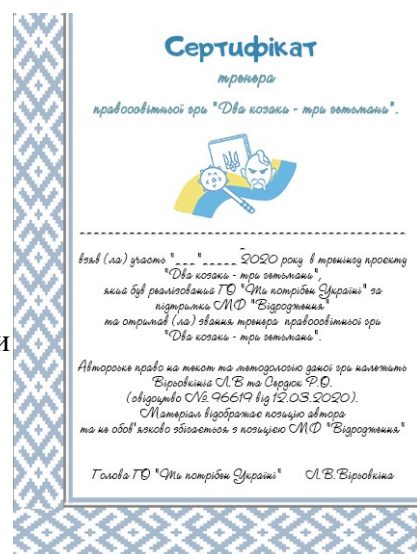 Сертифікат
тренера
правоосвітньої гри "Два козаки - три гетьмани".
взяв (ла) участь "___"_____ 2020 року в тренінгу проєкту
"Два козаки - три гетьмани",
який був реалізований ГО "Ти потрібен Україні" за
підтримки МФ "Відродження"
та отримав (ла) звання тренера правоосвітньої гри
"Два козаки - три гетьмани".
и
Авторське право на текст та методологію даної гри належить
Вірьовкіній Л.В та Сердюк Р.О.
(свідоцтво №. 96619 від 12.03.2020).
Матеріал відображає позицію автора
та не обов'язково збігається з позицією МФ "Відродження"
Голова ГО "Ти потрібен Україні" Л.В.Вірьовкіна